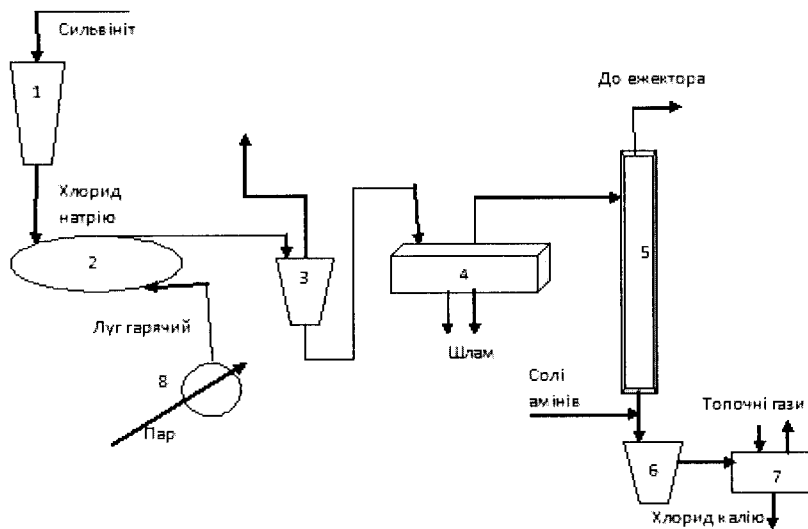 Сильвініт
1
До ежектора
Хлорид
натрію
2
3
4
5
Луг гарячий
Шлам
8
Пар
Солі
амінів
Топочні гази
6
7
Хлорид калію